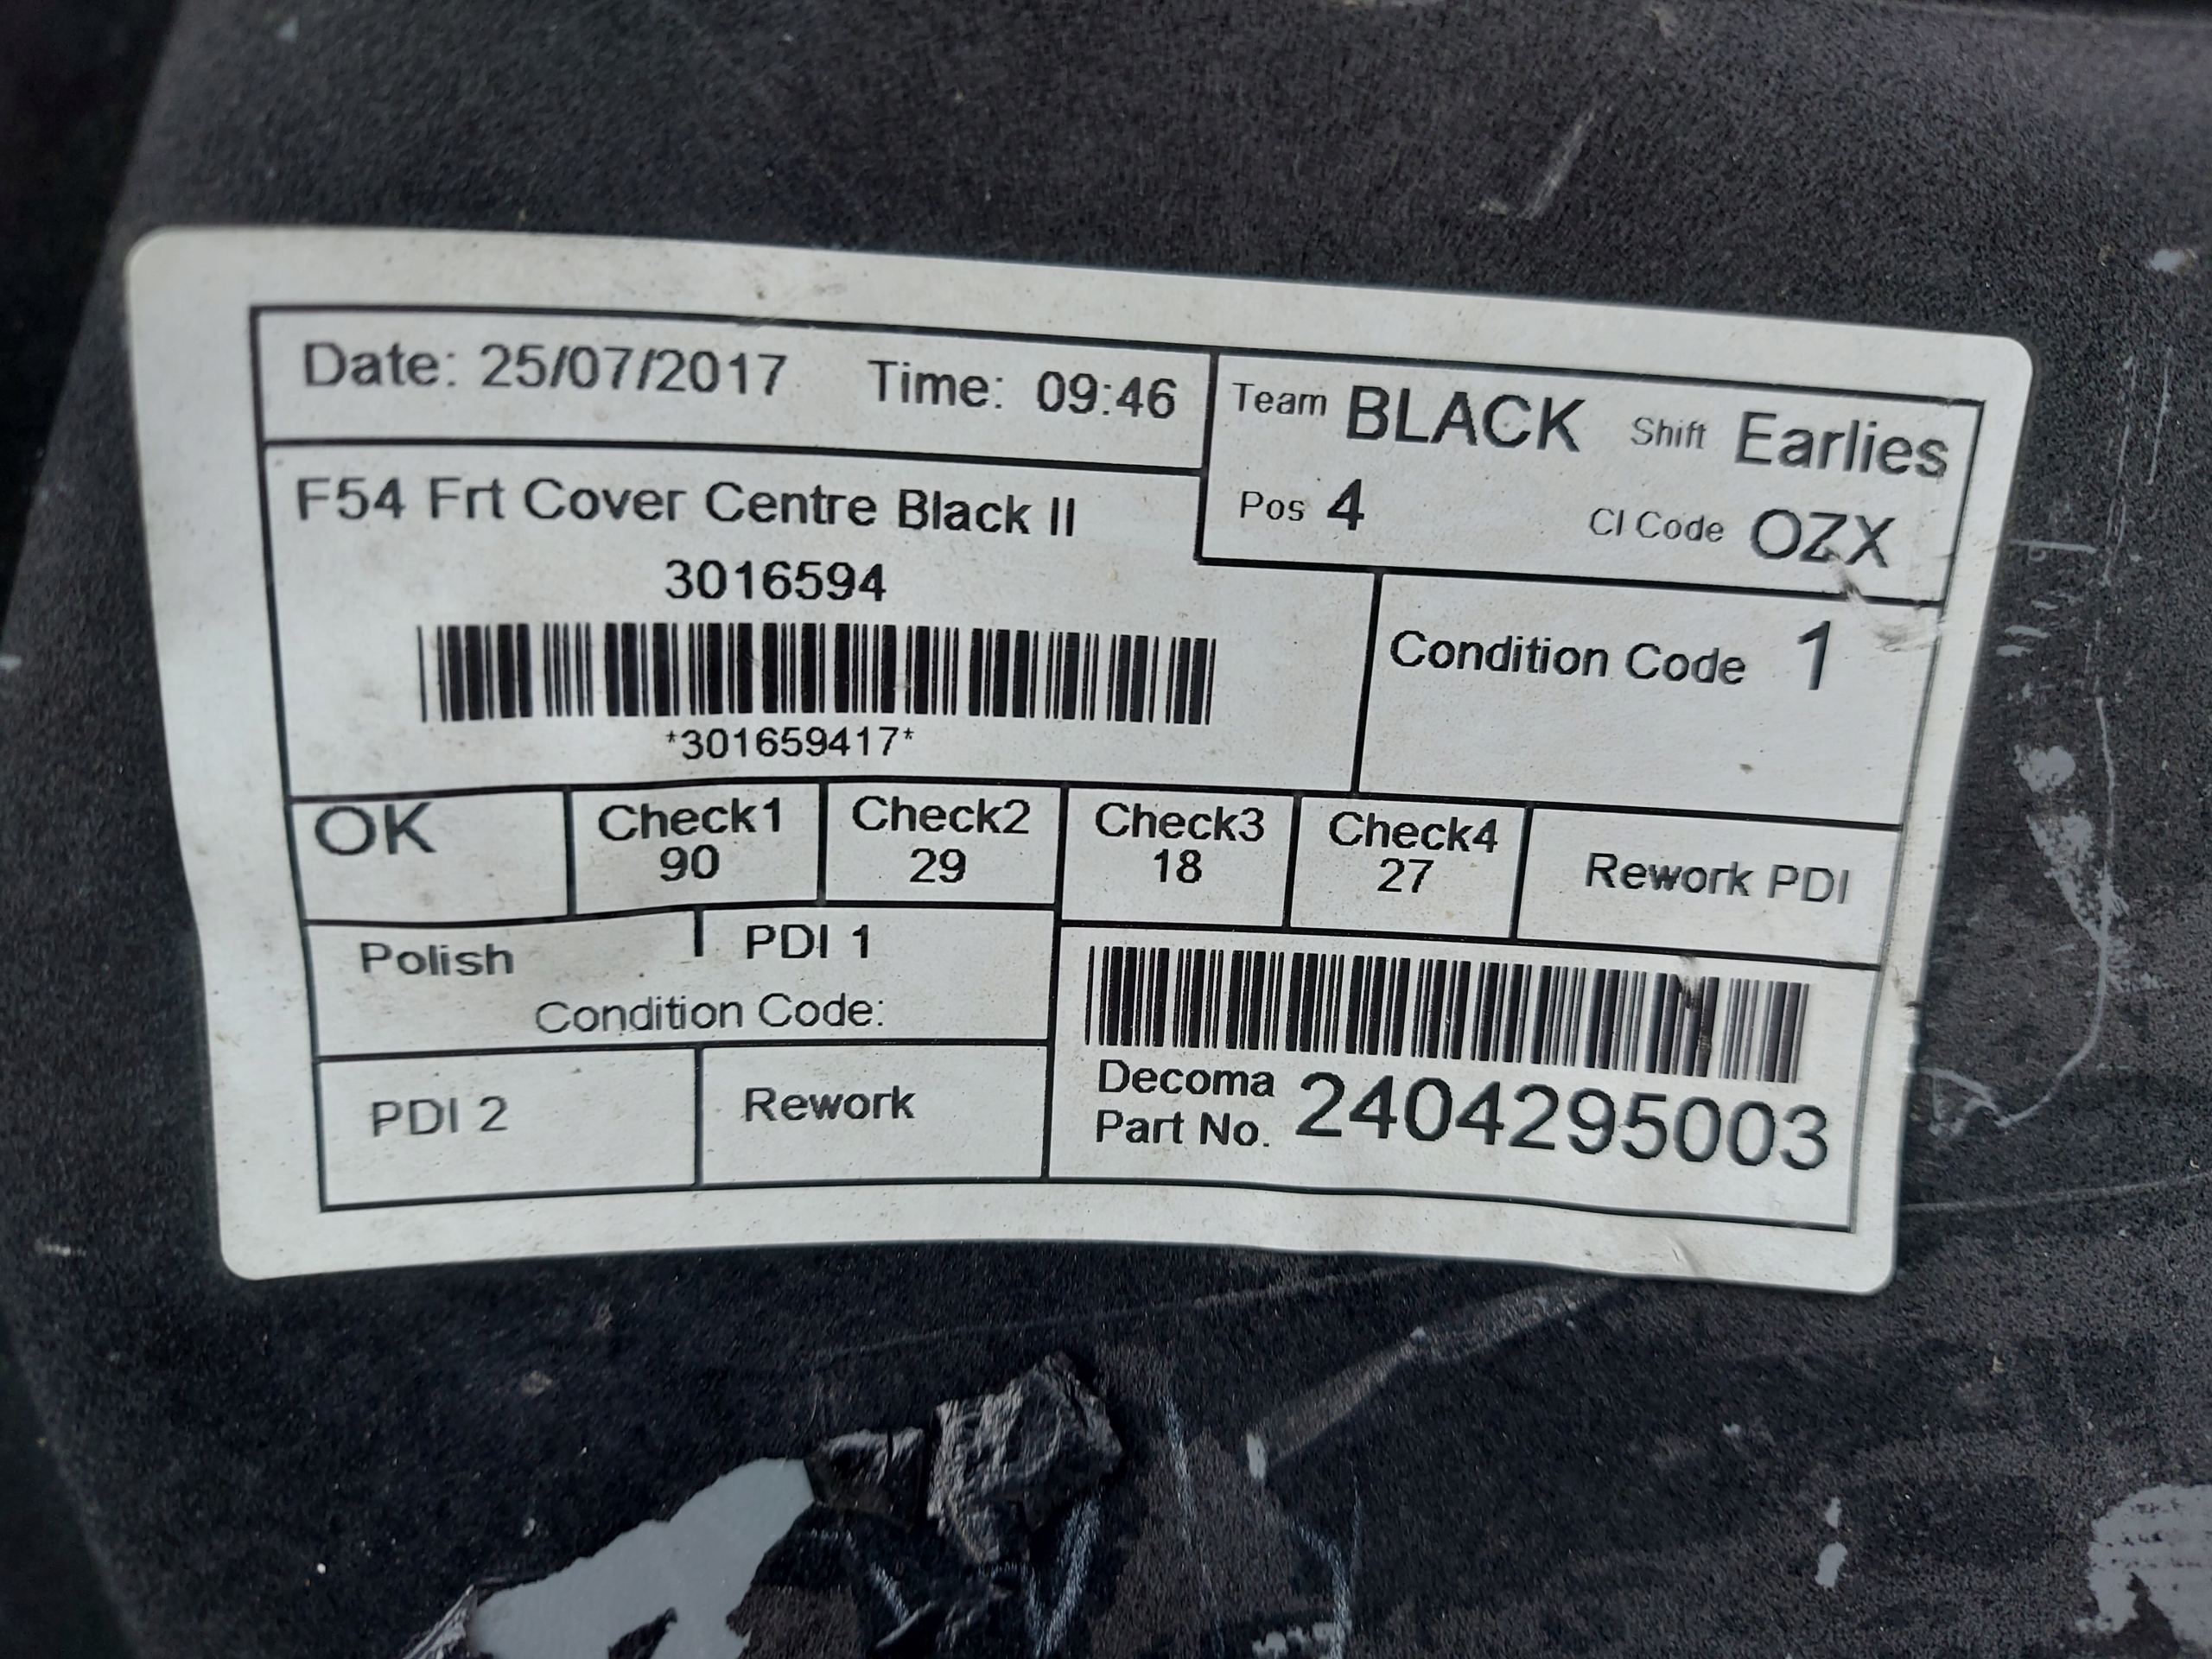 Date: 25/07/2017 Time: 09:46
Team BLACK Shift Earlies
Pos 4 CI Code OZX
F54 Frt Cover Centre Black II
3016594
*301659417*
Condition Code 1
OK
Check1
90
Check2
29
Check3
18
Check4
27
Rework PDI
Polish PDI 1
Condition Code:
PDI 2
Rework
Decoma
Part No. 2404295003